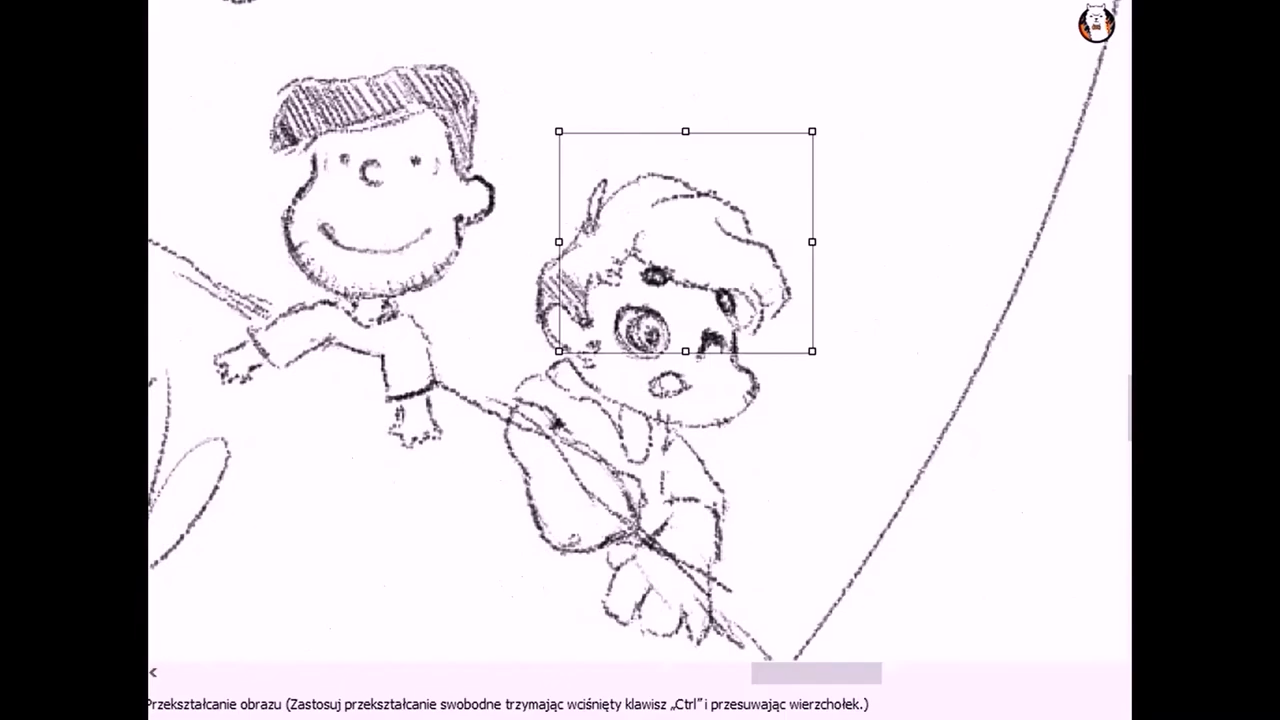 Przekształcanie obrazu (Zastosuj przekształcanie swobodne trzymając wciśnięty klawisz „Ctrl” i przesuwając wierzchołek.)